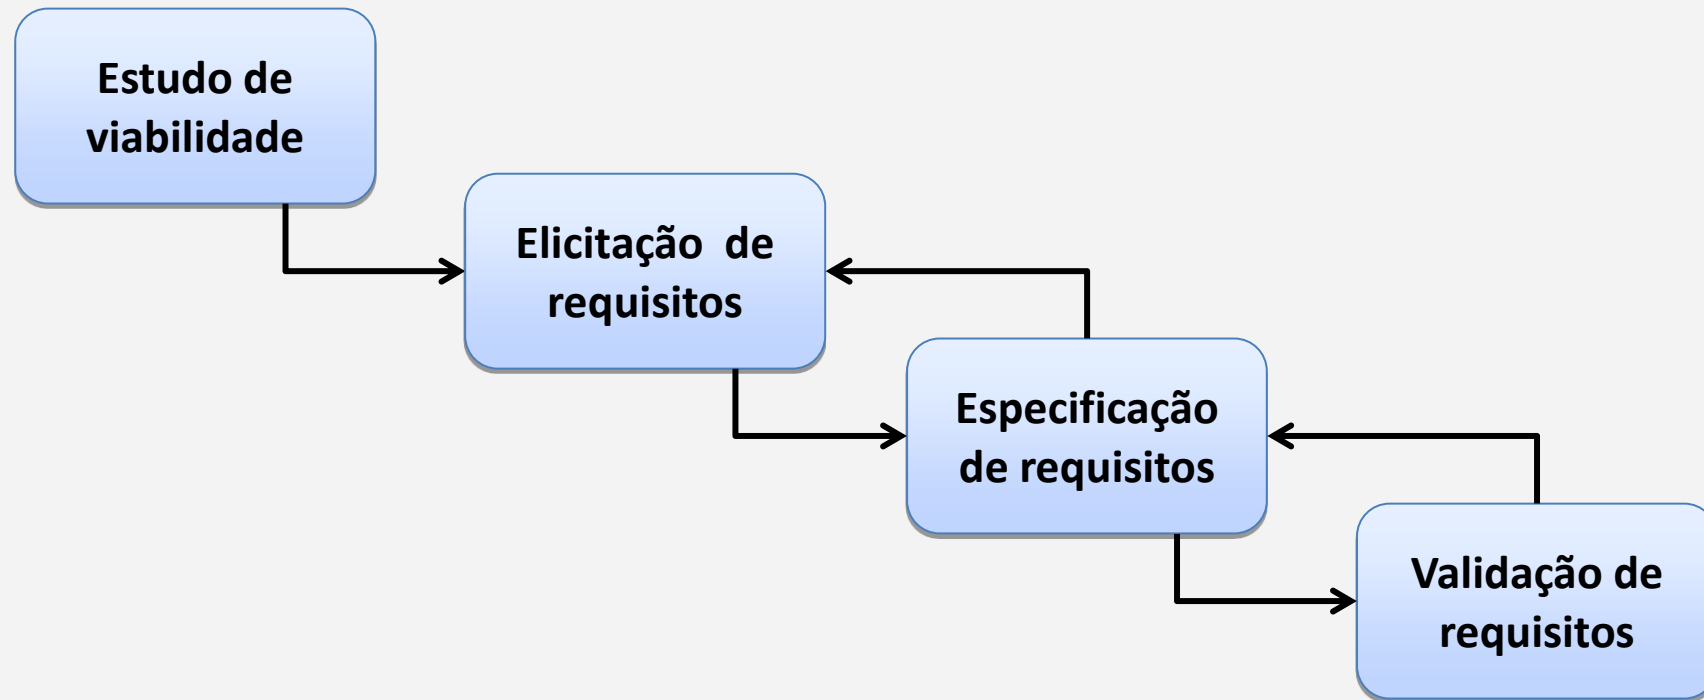 Estudo de
viabilidade
Elicitação  de
requisitos
Especificação
de requisitos
Validação de
requisitos